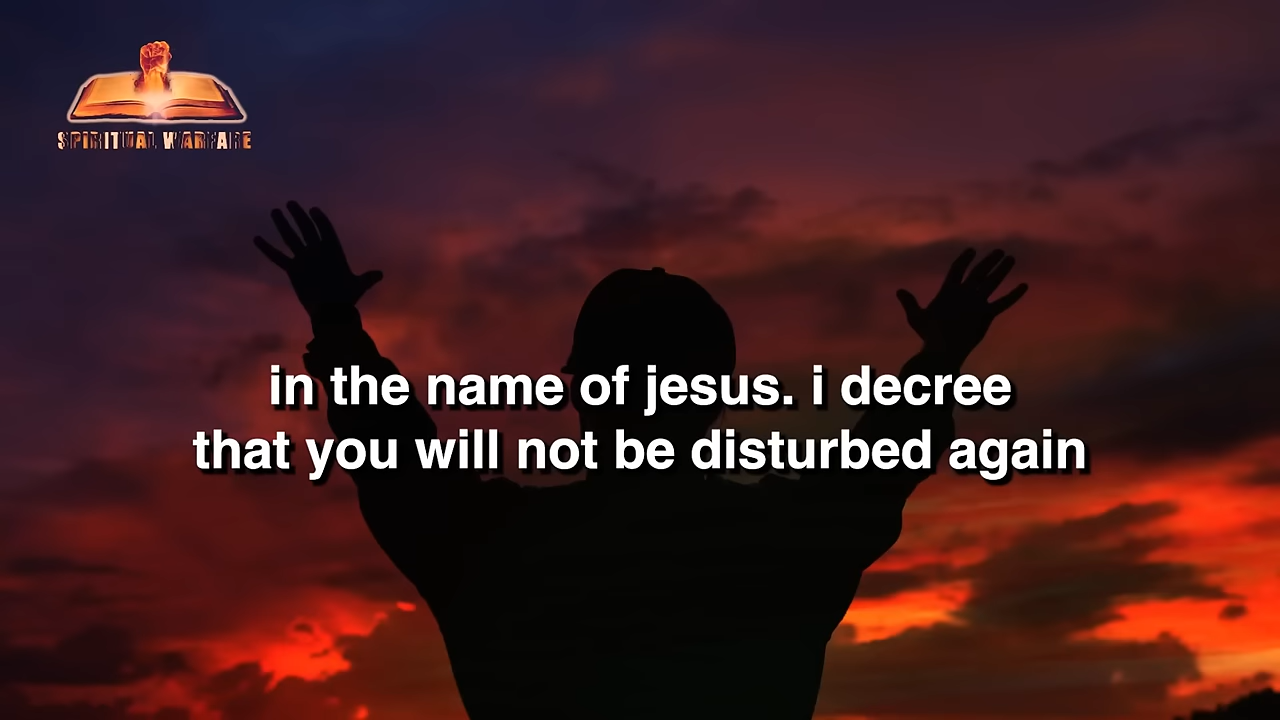 SPIRITUAL WARFARE
in the name of jesus. i decree
that you will not be disturbed again